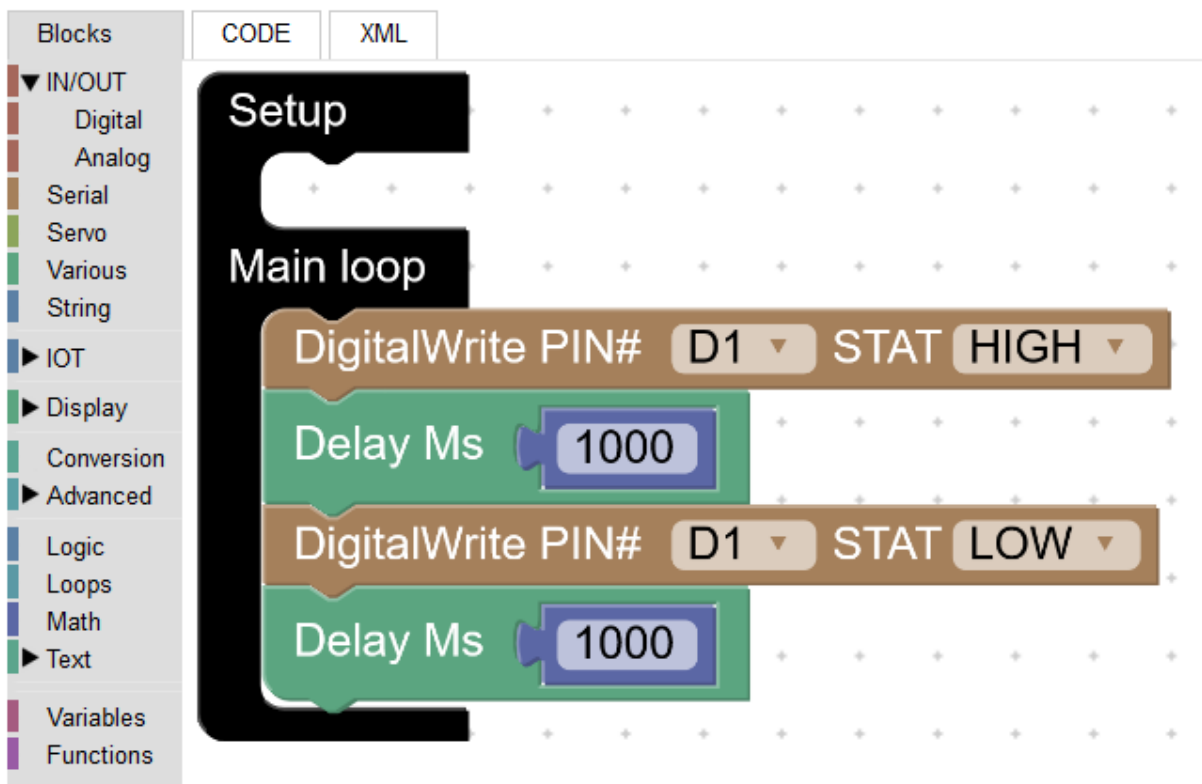 Blocks CODE XML
IN/OUT
Digital
Analog
Serial
Servo
Various
String
IOT
Display
Conversion
Advanced
Logic
Loops
Math
Text
Variables
Functions
Setup
Main loop
DigitalWrite PIN# D1 STAT HIGH
Delay Ms 1000
DigitalWrite PIN# D1 STAT LOW
Delay Ms 1000